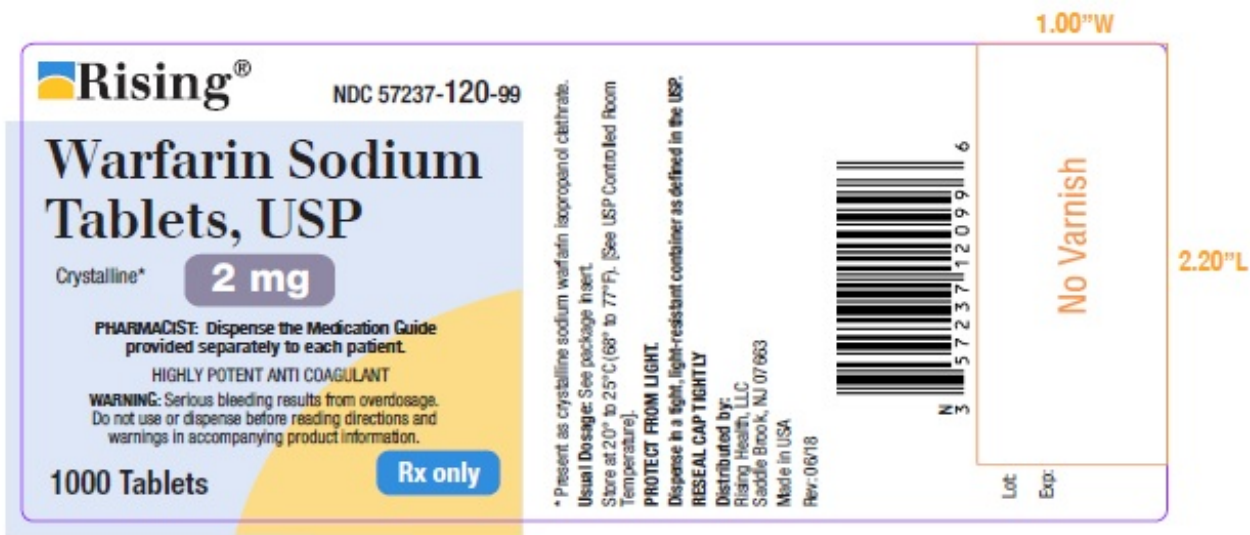 Rising®
NDC 57237-120-99
Warfarin Sodium
Tablets, USP
Crystalline*
2 mg
PHARMACIST: Dispense the Medication Guide
provided separately to each patient.
HIGHLY POTENT ANTI COAGULANT
WARNING: Serious bleeding results from overdosage.
Do not use or dispense before reading directions and
warnings in accompanying product information.
1000 Tablets
Rx only
* Present as crystalline sodium warfarin isopropanol clathrate.
Usual Dosage: See package insert.
Store at 20° to 25°C (68° to 77°F). [See USP Controlled Room
Temperature].
PROTECT FROM LIGHT.
Dispense in a tight, light-resistant container as defined in the USP.
RESEAL CAP TIGHTLY
Distributed by:
Rising Health, LLC
Saddle Brook, NJ 07663
Made in USA
Rev: 06/18
N
3 57237 12099 6
1.00"W
No Varnish
2.20"L
Lot:
Exp: